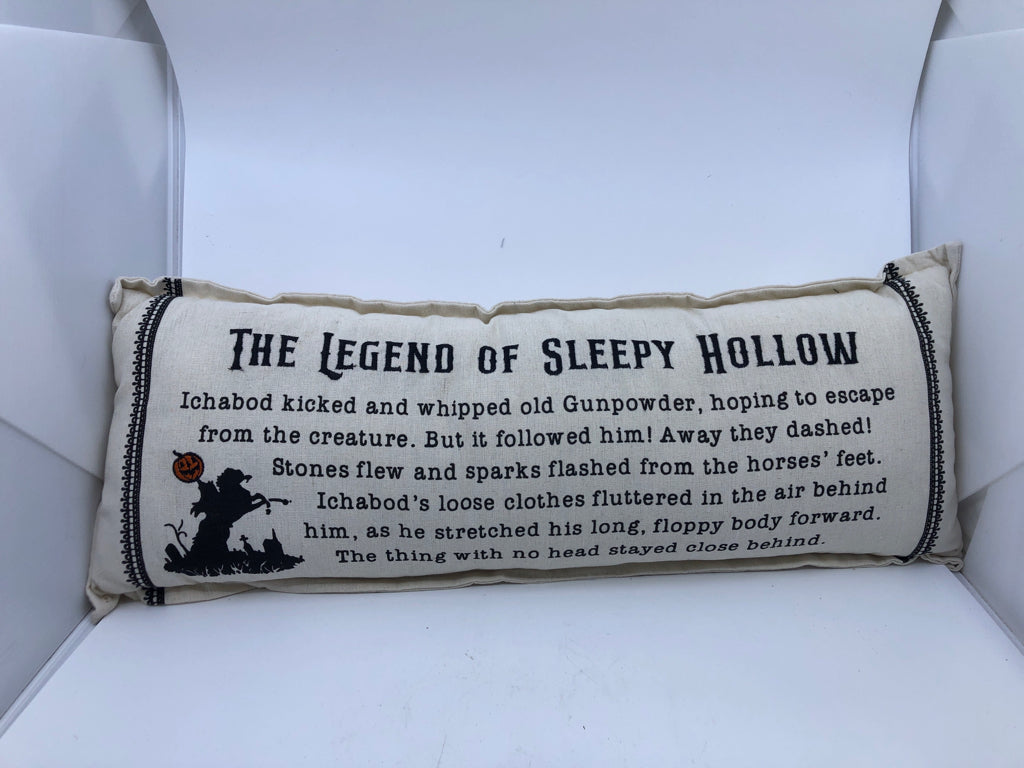 The Legend of Sleepy Hollow
Ichabod kicked and whipped old Gunpowder, hoping to escape
from the creature. But it followed him! Away they dashed!
Stones flew and sparks flashed from the horses' feet.
Ichabod's loose clothes fluttered in the air behind
him, as he stretched his long, floppy body forward.
The thing with no head stayed close behind.